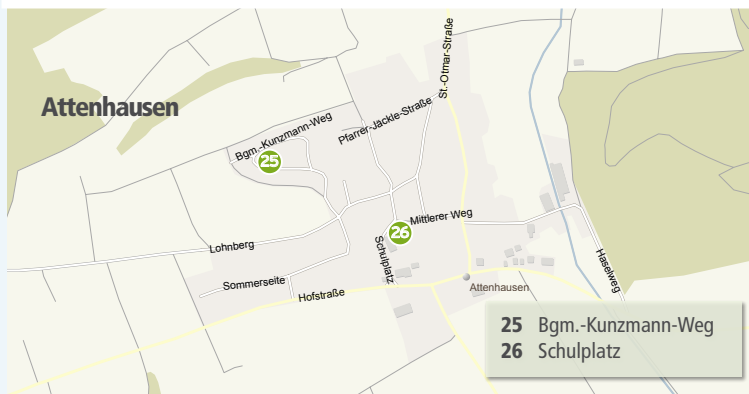 Attenhausen
St.-Otmar-Straße
Pfarrer-Jäckle-Straße
Bgm.-Kunzmann-Weg
25
Mittlerer Weg
26
Lohnberg
Schulplatz
Haselweg
Sommerseite
Hofstraße
Attenhausen
25 Bgm.-Kunzmann-Weg
26 Schulplatz